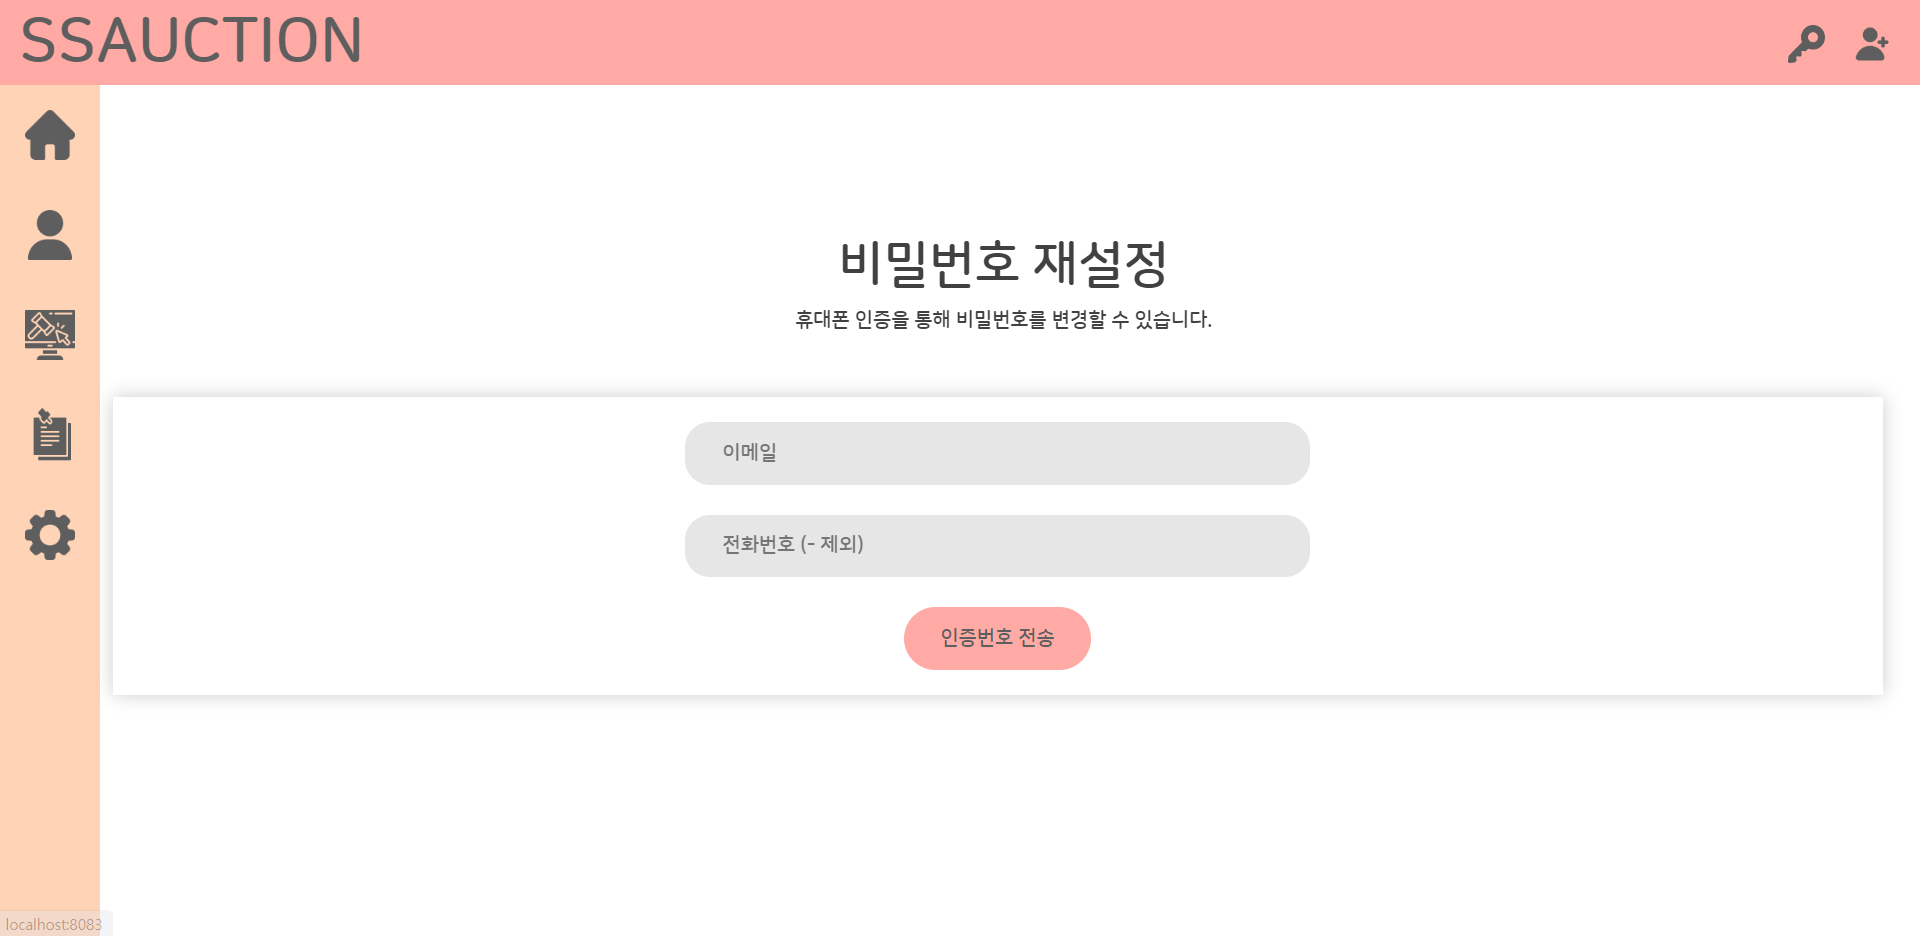 SSAUCTION
비밀번호 재설정
휴대폰 인증을 통해 비밀번호를 변경할 수 있습니다.
이메일
전화번호 (- 제외)
인증번호 전송
localhost:8083